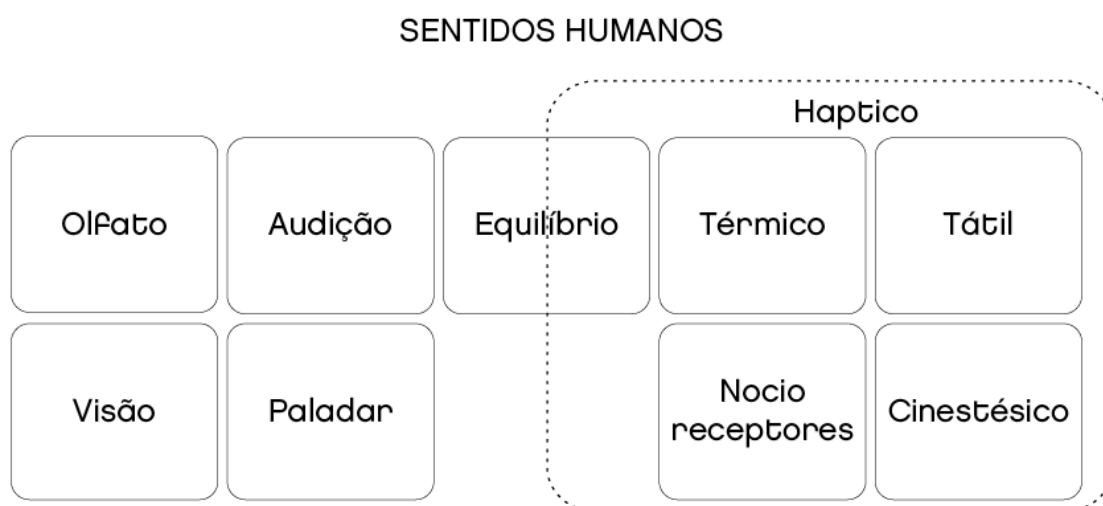 SENTIDOS HUMANOS
Haptico
Olfato
Audição
Equilíbrio
Térmico
Tátil
Visão
Paladar
Nocio
receptores
Cinestésico